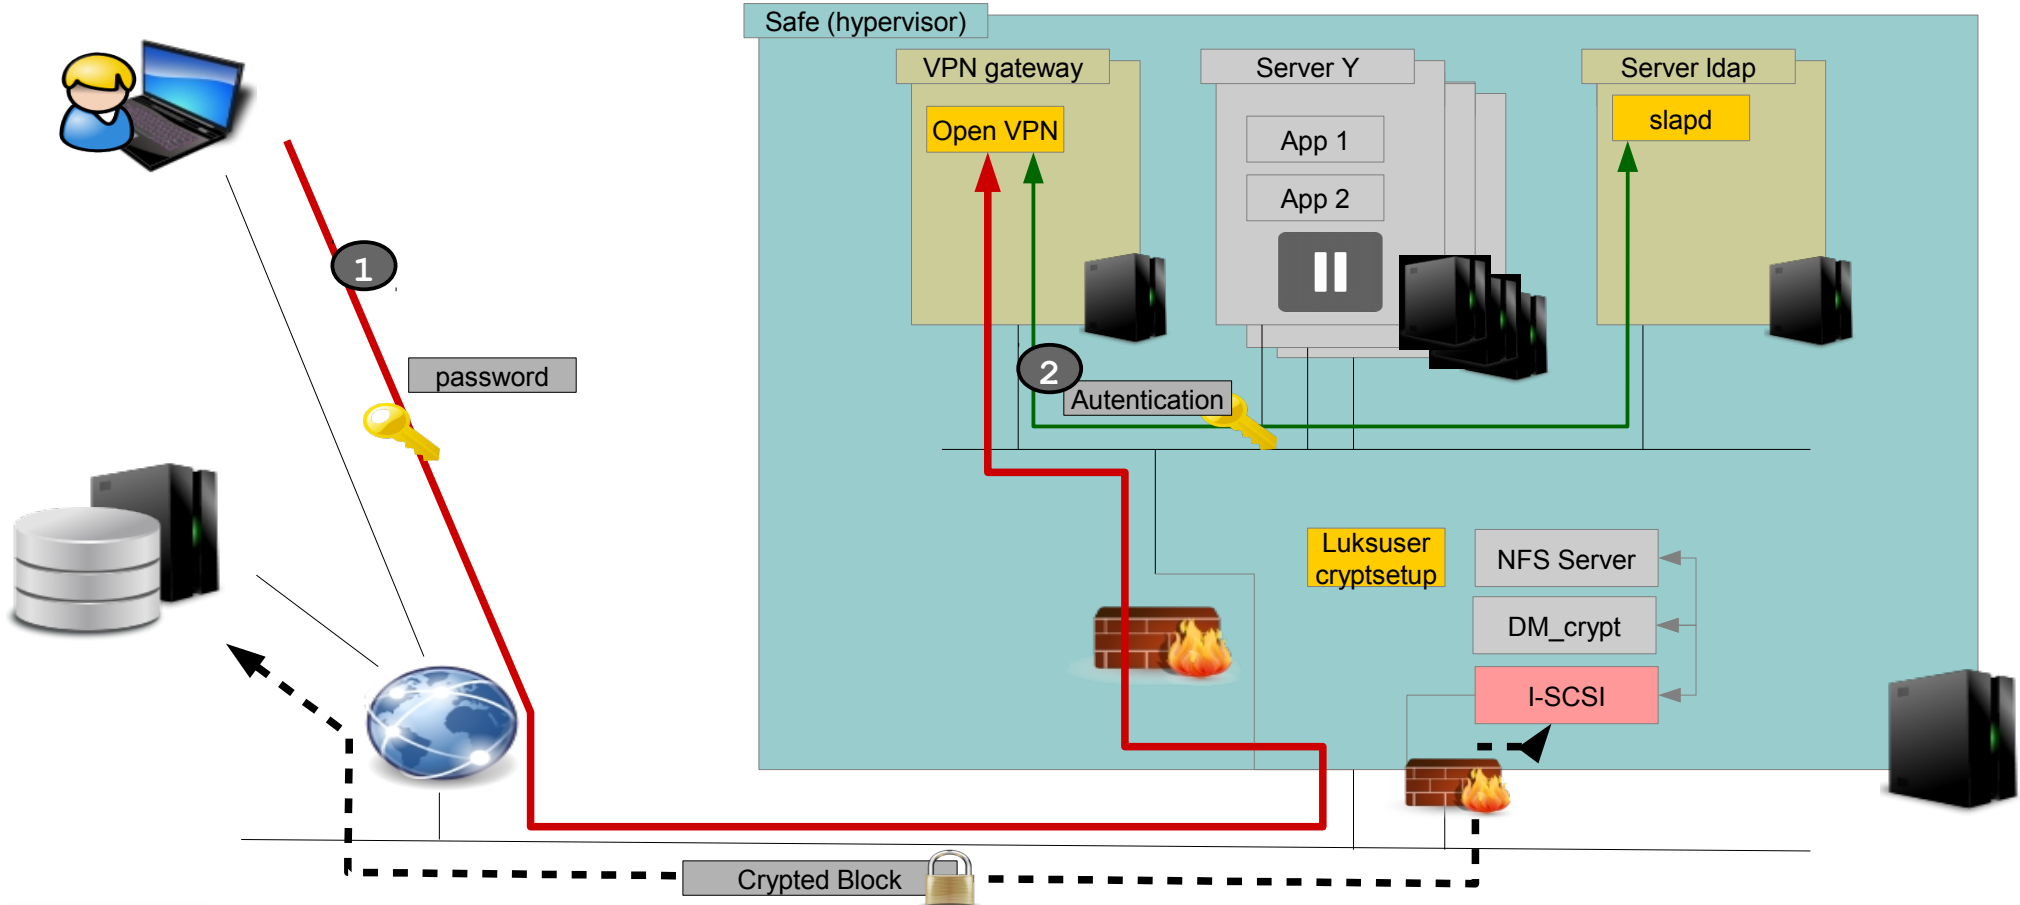 Safe (hypervisor)
VPN gateway
Server Y
Server ldap
Open VPN
slapd
App 1
App 2
1
2
password
Autentication
Luksuser
cryptsetup
NFS Server
DM_crypt
I-SCSI
Crypted Block